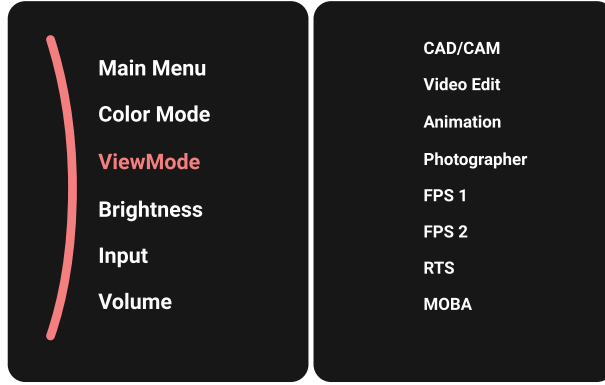 Main Menu
Color Mode
ViewMode
Brightness
Input
Volume
CAD/CAM
Video Edit
Animation
Photographer
FPS 1
FPS 2
RTS
MOBA